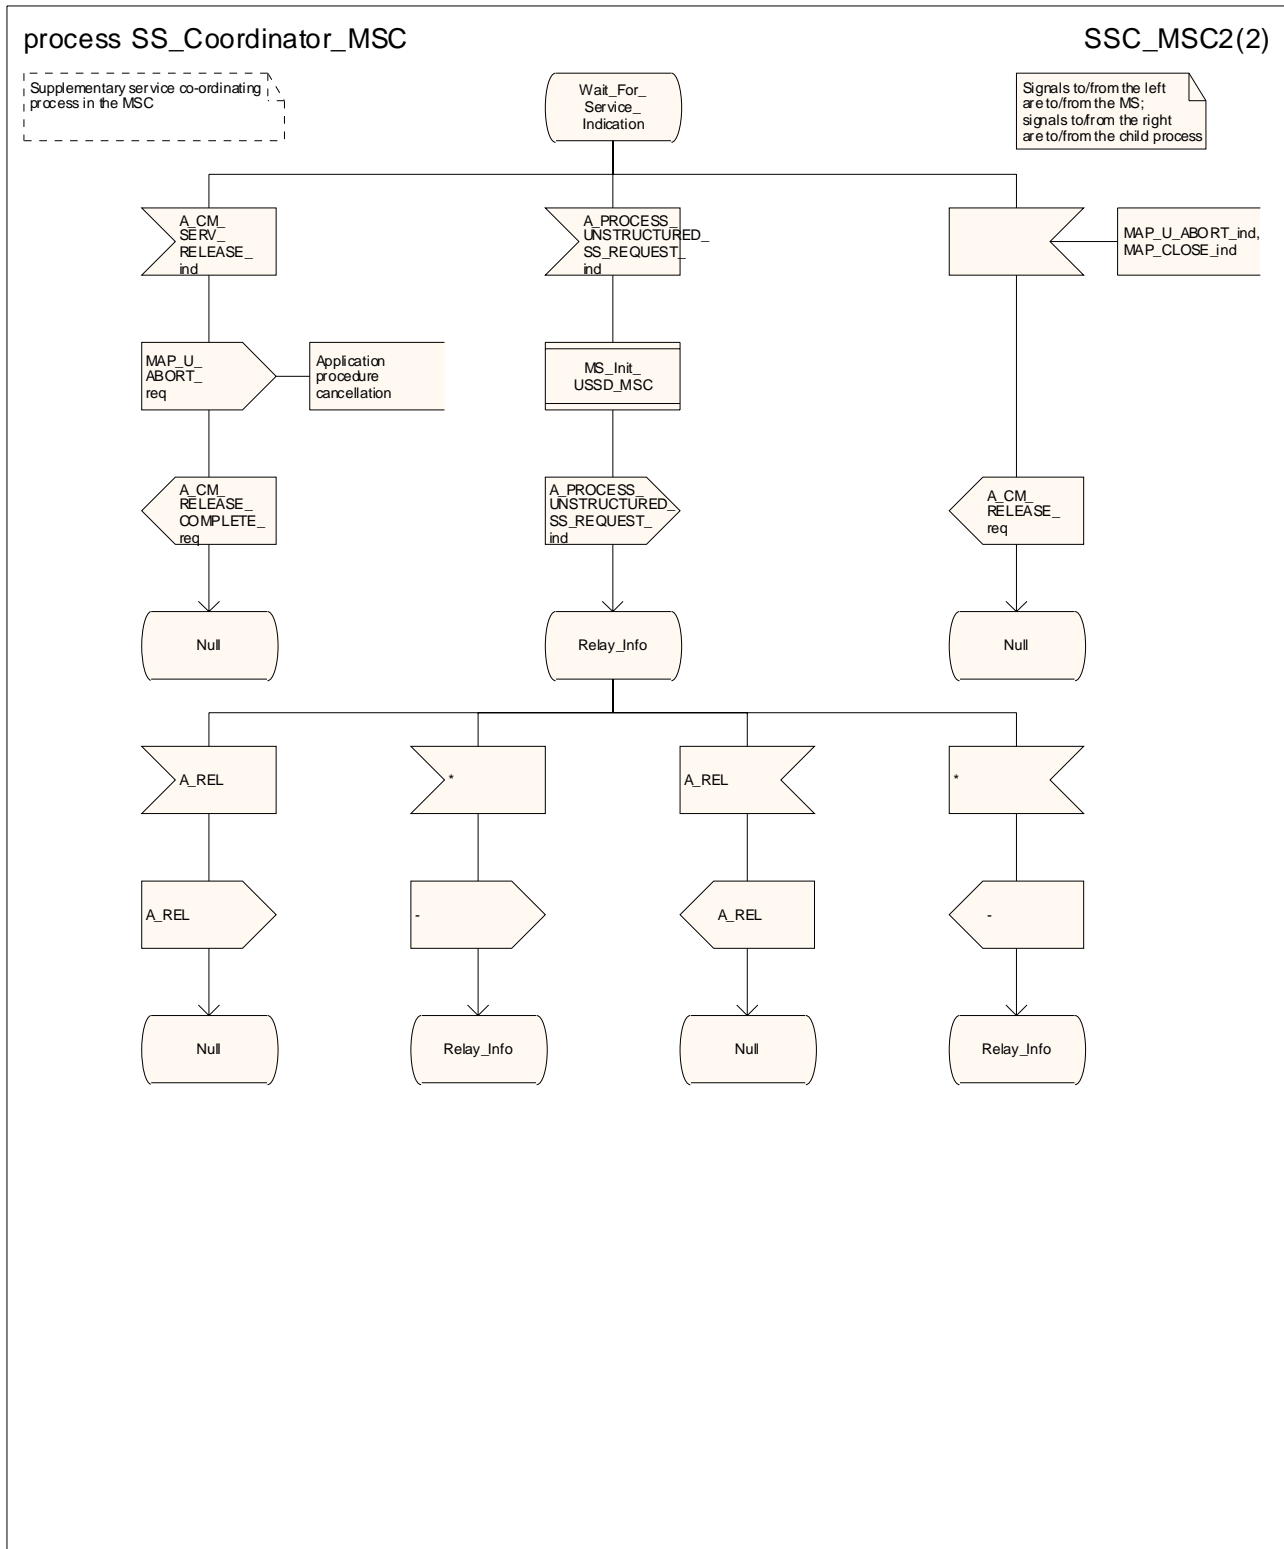 process SS_Coordinator_MSC
SSC_MSC2(2)
Supplementary service co-ordinating
process in the MSC
Wait_For_
Service_
Indication
Signals to/from the left
are to/from the MS;
signals to/from the right
are to/from the child process
A_CM_
SERV_
RELEASE_
ind
A_PROCESS_
UNSTRUCTURED_
SS_REQUEST_
ind
MAP_U_ABORT_ind,
MAP_CLOSE_ind
MAP_U_
ABORT_
req
Application
procedure
cancellation
MS_Init_
USSD_MSC
A_CM_
RELEASE_
COMPLETE_
req
A_PROCESS_
UNSTRUCTURED_
SS_REQUEST_
ind
A_CM_
RELEASE_
req
Null
Relay_Info
Null
A_REL
*
A_REL
*
A_REL
-
A_REL
-
Null
Relay_Info
Null
Relay_Info